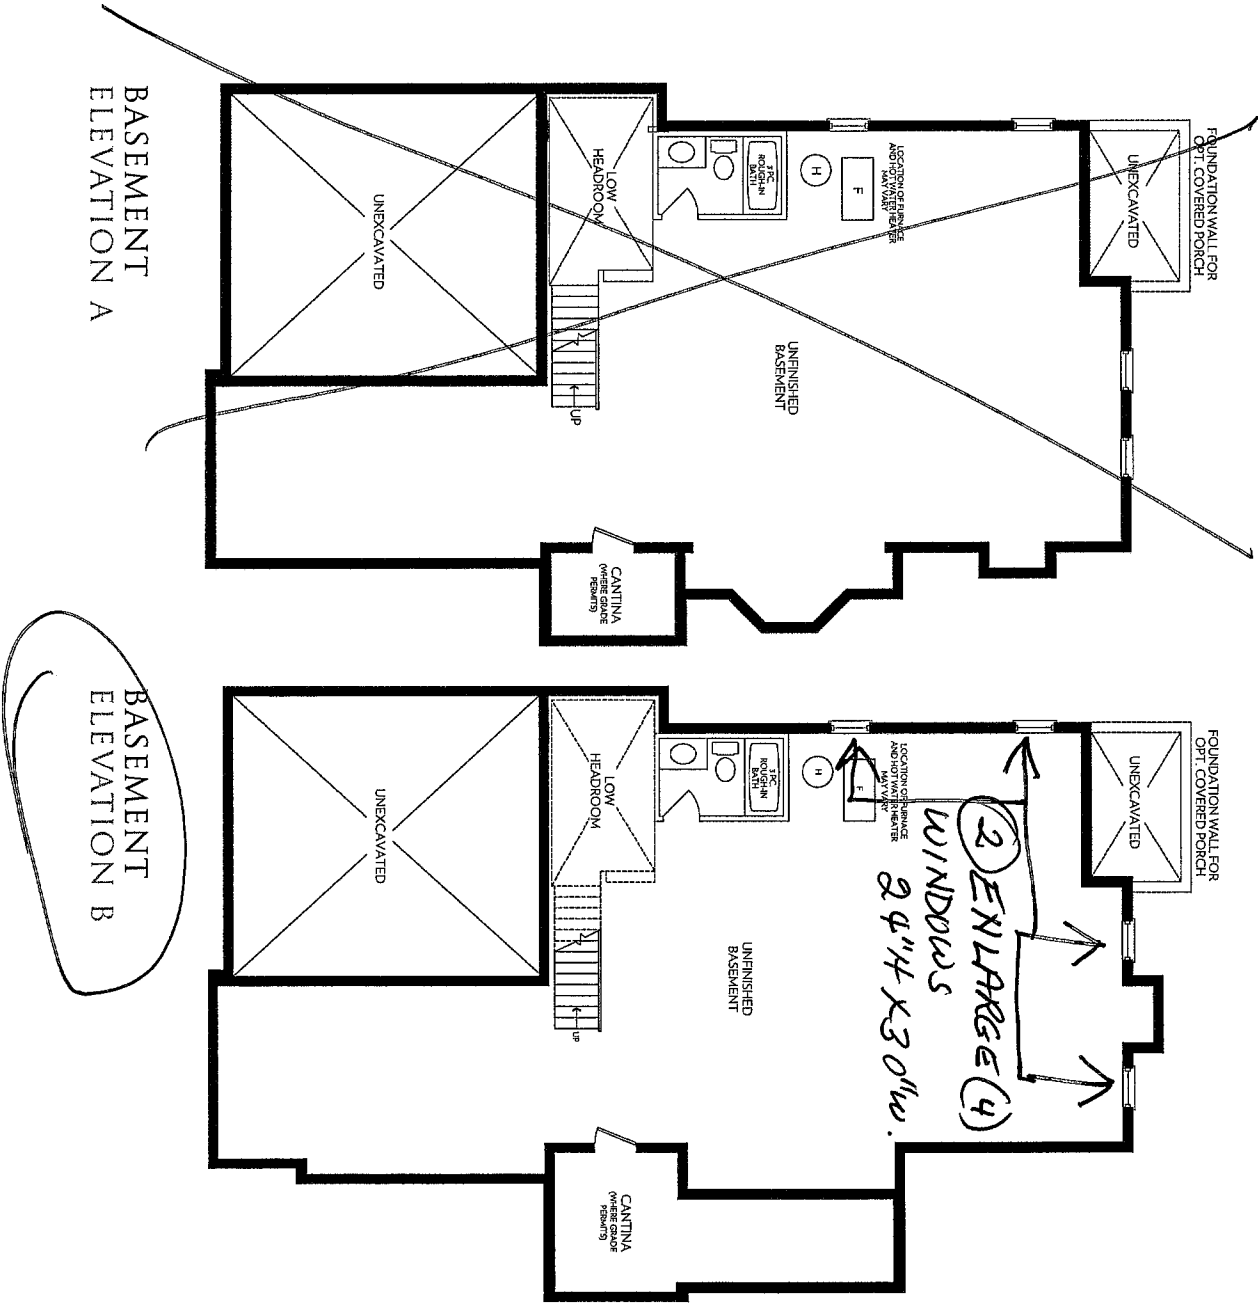 FOUNDATION WALL FOR
OPT. COVERED PORCH
UNEXCAVATED
LOCATION OF FURNACE
AND HOT WATER HEATER
MAY VARY
F
H
3 PC.
ROUGH-IN
BATH
UNFINISHED
BASEMENT
LOW
HEADROOM
UP
CANTINA
(WHERE GRADE
PERMITS)
UNEXCAVATED
BASEMENT
ELEVATION A
FOUNDATION WALL FOR
OPT. COVERED PORCH
UNEXCAVATED
LOCATION OF FURNACE
AND HOT WATER HEATER
MAY VARY
F
H
② ENLARGE (4)
WINDOWS
24"H X 30"W.
3 PC.
ROUGH-IN
BATH
UNFINISHED
BASEMENT
LOW
HEADROOM
UP
CANTINA
(WHERE GRADE
PERMITS)
UNEXCAVATED
BASEMENT
ELEVATION B